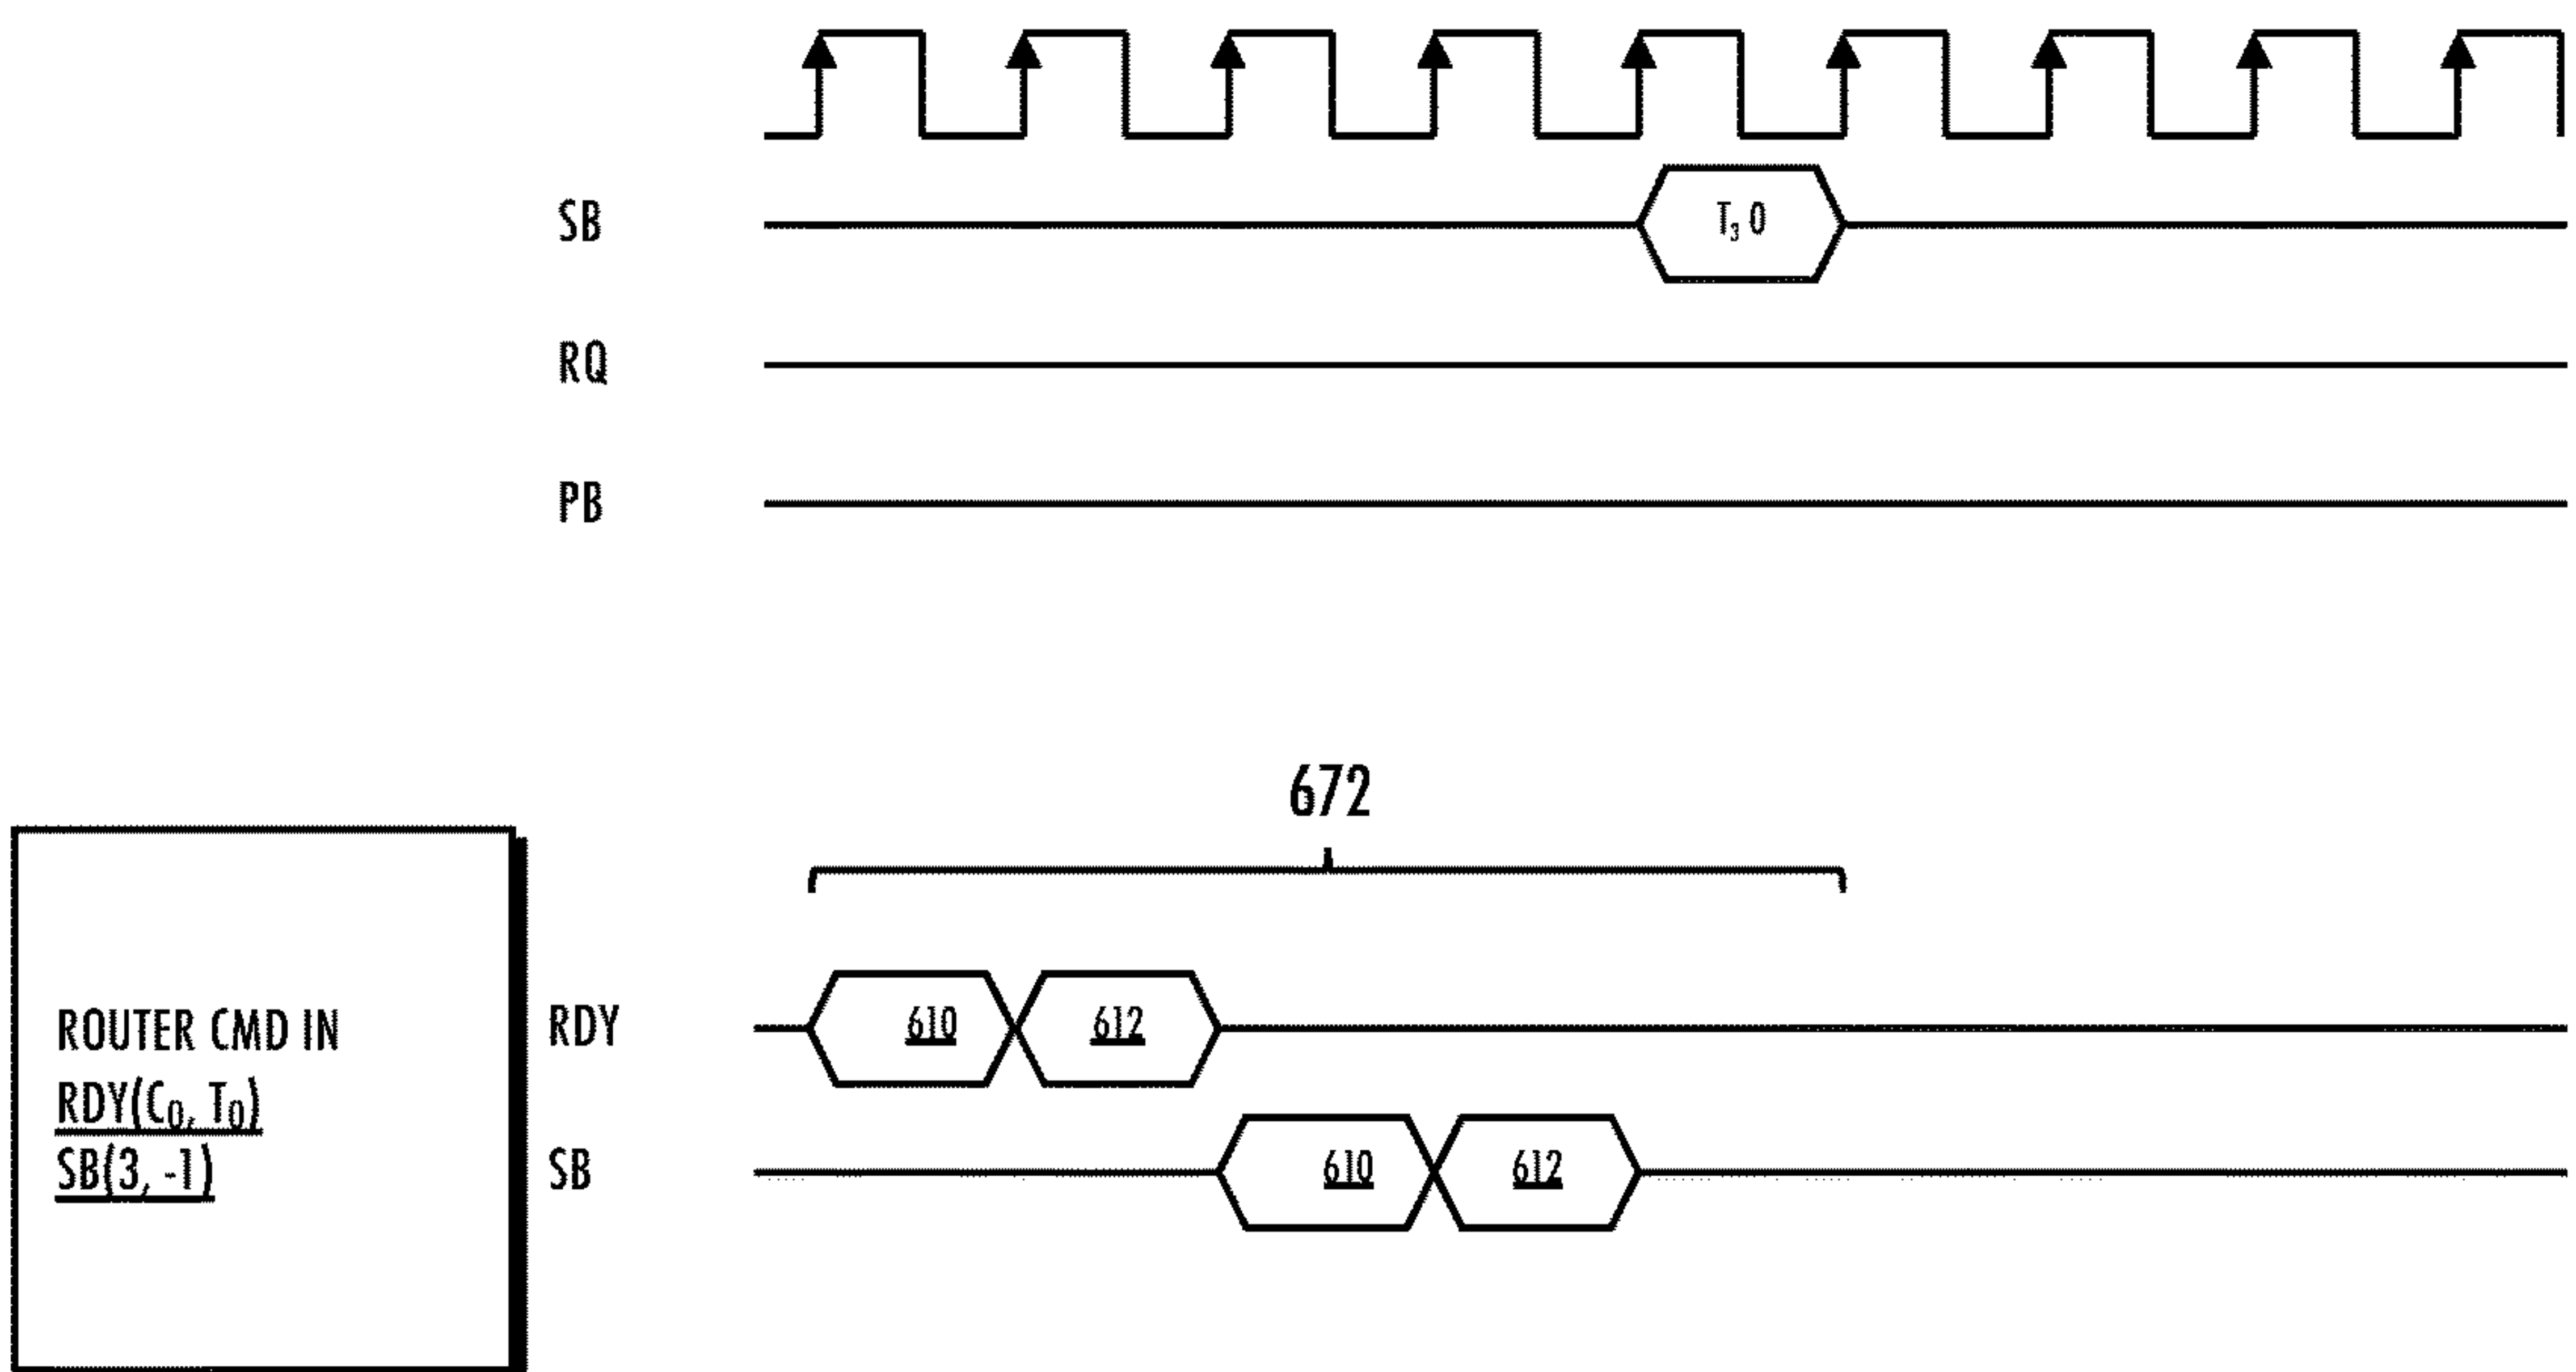 SB
T₃ 0
RQ
PB
672
ROUTER CMD IN
RDY(C₀, T₀)
SB(3, -1)
RDY
610
612
SB
610
612